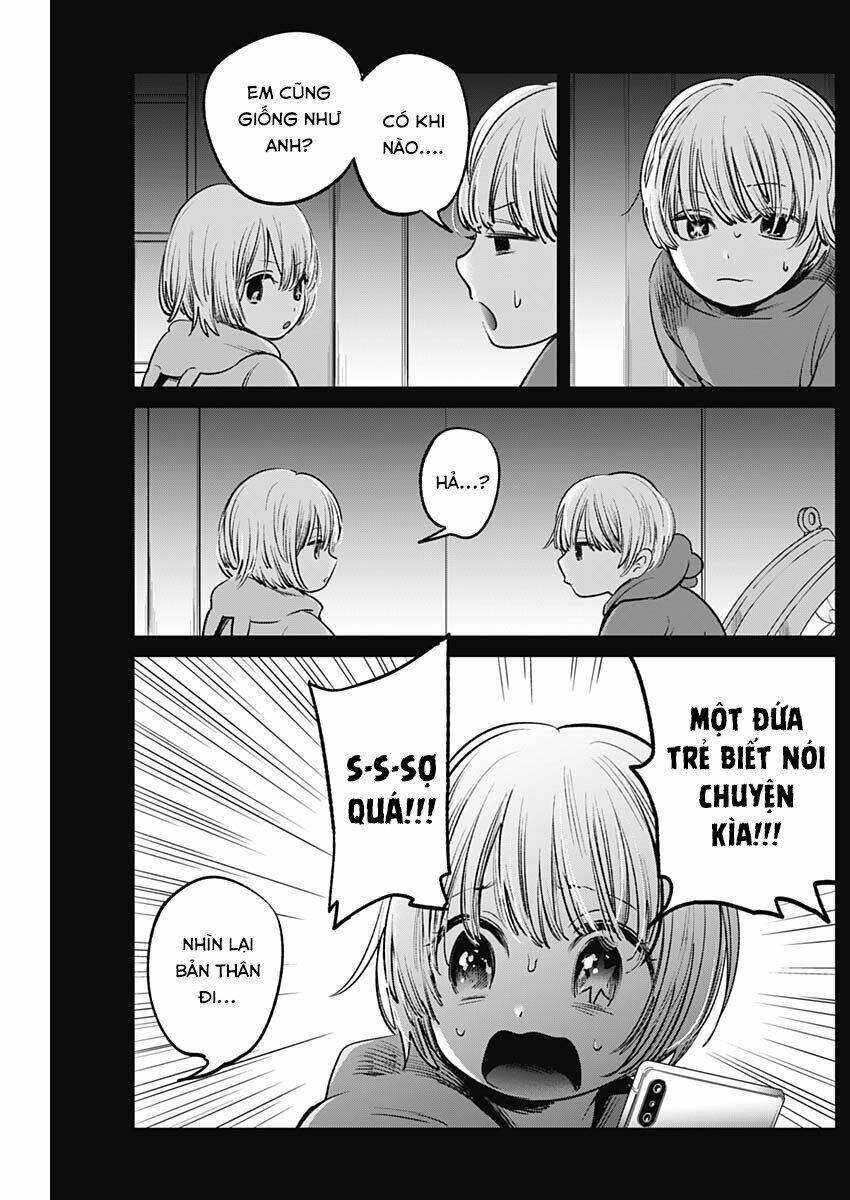 CÓ KHI
NÀO....
EM CŨNG
GIỐNG NHƯ
ANH?
HẢ...?
MỘT ĐỨA
TRẺ BIẾT NÓI
CHUYỆN
KÌA!!!
S-S-SỢ
QUÁ!!!
NHÌN LẠI
BẢN THÂN
ĐI...